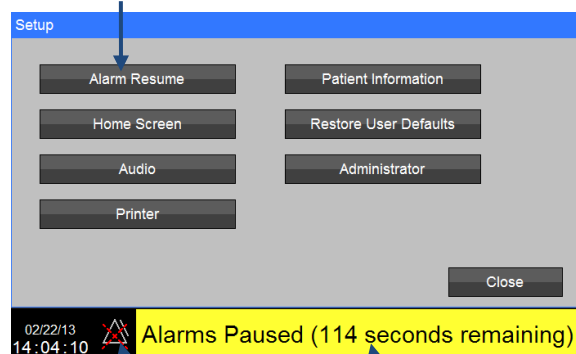 Setup
Alarm Resume
Patient Information
Home Screen
Restore User Defaults
Audio
Administrator
Printer
Close
02/22/13
14:04:10
Alarms Paused (114 seconds remaining)